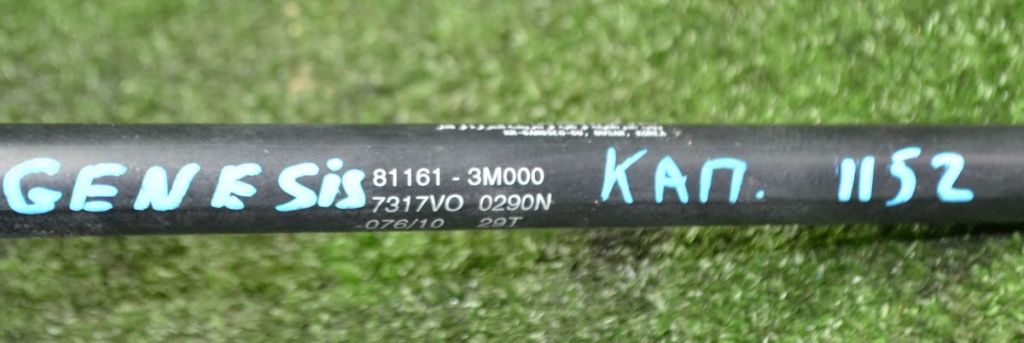 GENESiS
81161 - 3M000
7317VO 0290N
-076/10 29T
КАП. 1152